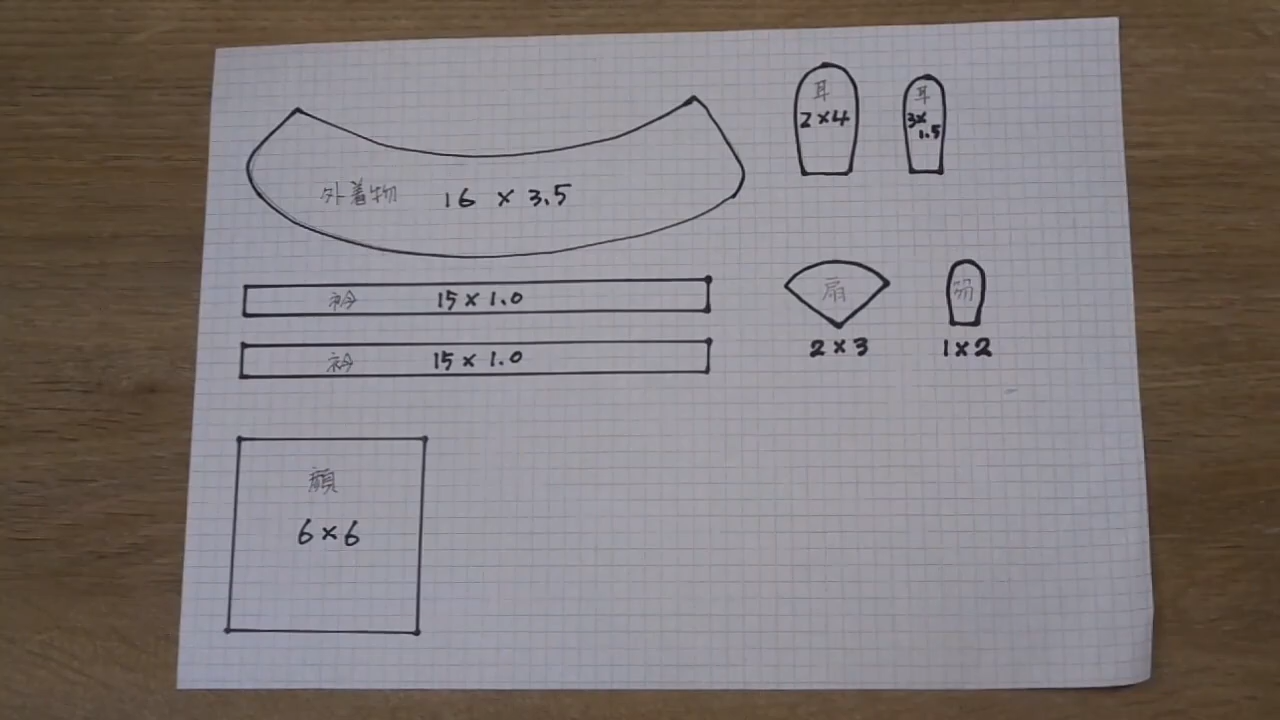 外着物 16 × 3.5
衿 15 × 1.0
衿 15 × 1.0
顔
6 × 6
耳
2 × 4
耳
3×
1.5
扇
2 × 3
笏
1 × 2